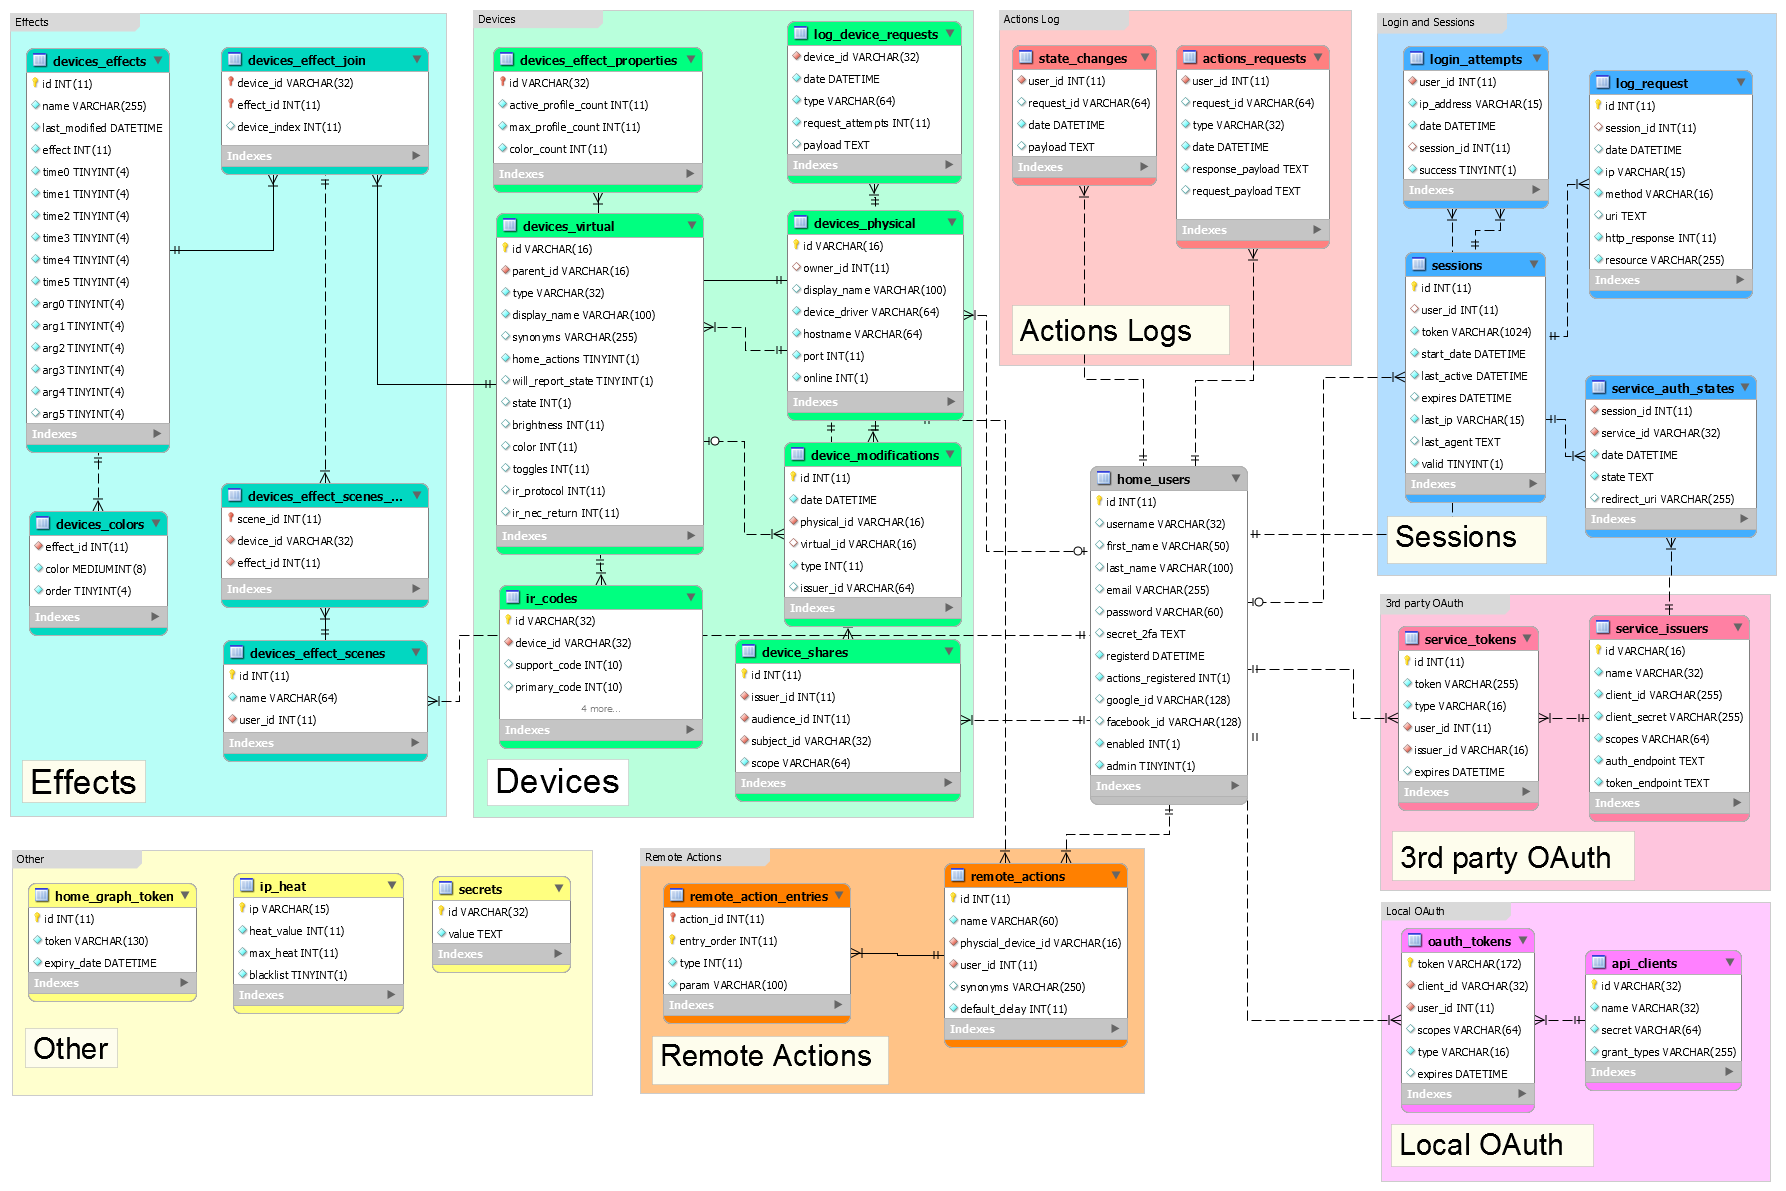 Effects
devices_effects
id INT(11)
name VARCHAR(255)
last_modified DATETIME
effect INT(11)
time0 TINYINT(4)
time1 TINYINT(4)
time2 TINYINT(4)
time3 TINYINT(4)
time4 TINYINT(4)
time5 TINYINT(4)
arg0 TINYINT(4)
arg1 TINYINT(4)
arg2 TINYINT(4)
arg3 TINYINT(4)
arg4 TINYINT(4)
arg5 TINYINT(4)
Indexes
devices_effect_join
device_id VARCHAR(32)
effect_id INT(11)
device_index INT(11)
Indexes
devices_colors
effect_id INT(11)
color MEDIUMINT(8)
order TINYINT(4)
Indexes
devices_effect_scenes_...
scene_id INT(11)
device_id VARCHAR(32)
effect_id INT(11)
Indexes
devices_effect_scenes
id INT(11)
name VARCHAR(64)
user_id INT(11)
Indexes
Effects
Devices
devices_effect_properties
id VARCHAR(32)
active_profile_count INT(11)
max_profile_count INT(11)
color_count INT(11)
Indexes
log_device_requests
device_id VARCHAR(32)
date DATETIME
type VARCHAR(64)
request_attempts INT(11)
payload TEXT
Indexes
devices_virtual
id VARCHAR(16)
parent_id VARCHAR(16)
type VARCHAR(32)
display_name VARCHAR(100)
synonyms VARCHAR(255)
home_actions TINYINT(1)
will_report_state TINYINT(1)
state INT(1)
brightness INT(11)
color INT(11)
toggles INT(11)
ir_protocol INT(11)
ir_nec_return INT(11)
Indexes
devices_physical
id VARCHAR(16)
owner_id INT(11)
display_name VARCHAR(100)
device_driver VARCHAR(64)
hostname VARCHAR(64)
port INT(11)
online INT(1)
Indexes
device_modifications
id INT(11)
date DATETIME
physical_id VARCHAR(16)
virtual_id VARCHAR(16)
type INT(11)
issuer_id VARCHAR(64)
Indexes
ir_codes
id VARCHAR(32)
device_id VARCHAR(32)
support_code INT(10)
primary_code INT(10)
4 more...
Indexes
device_shares
id INT(11)
issuer_id INT(11)
audience_id INT(11)
subject_id VARCHAR(32)
scope VARCHAR(64)
Indexes
Devices
Actions Log
state_changes
user_id INT(11)
request_id VARCHAR(64)
date DATETIME
payload TEXT
Indexes
actions_requests
user_id INT(11)
request_id VARCHAR(64)
type VARCHAR(32)
date DATETIME
response_payload TEXT
request_payload TEXT
Indexes
Actions Logs
home_users
id INT(11)
username VARCHAR(32)
first_name VARCHAR(50)
last_name VARCHAR(100)
email VARCHAR(255)
password VARCHAR(60)
secret_2fa TEXT
registerd DATETIME
actions_registered INT(1)
google_id VARCHAR(128)
facebook_id VARCHAR(128)
enabled INT(1)
admin TINYINT(1)
Indexes
Login and Sessions
login_attempts
user_id INT(11)
ip_address VARCHAR(15)
date DATETIME
session_id INT(11)
success TINYINT(1)
Indexes
log_request
id INT(11)
session_id INT(11)
date DATETIME
ip VARCHAR(15)
method VARCHAR(16)
uri TEXT
http_response INT(11)
resource VARCHAR(255)
Indexes
sessions
id INT(11)
user_id INT(11)
token VARCHAR(1024)
start_date DATETIME
last_active DATETIME
expires DATETIME
last_ip VARCHAR(15)
last_agent TEXT
valid TINYINT(1)
Indexes
service_auth_states
session_id INT(11)
service_id VARCHAR(32)
date DATETIME
state TEXT
redirect_uri VARCHAR(255)
Indexes
Sessions
3rd party OAuth
service_tokens
id INT(11)
token VARCHAR(255)
type VARCHAR(16)
user_id INT(11)
issuer_id VARCHAR(16)
expires DATETIME
Indexes
service_issuers
id VARCHAR(16)
name VARCHAR(32)
client_id VARCHAR(255)
client_secret VARCHAR(255)
scopes VARCHAR(64)
auth_endpoint TEXT
token_endpoint TEXT
Indexes
3rd party OAuth
Other
home_graph_token
id INT(11)
token VARCHAR(130)
expiry_date DATETIME
Indexes
ip_heat
ip VARCHAR(15)
heat_value INT(11)
max_heat INT(11)
blacklist TINYINT(1)
Indexes
secrets
id VARCHAR(32)
value TEXT
Indexes
Other
Remote Actions
remote_action_entries
action_id INT(11)
entry_order INT(11)
type INT(11)
param VARCHAR(100)
Indexes
remote_actions
id INT(11)
name VARCHAR(60)
physcial_device_id VARCHAR(16)
user_id INT(11)
synonyms VARCHAR(250)
default_delay INT(11)
Indexes
Remote Actions
Local OAuth
oauth_tokens
token VARCHAR(172)
client_id VARCHAR(32)
user_id INT(11)
scopes VARCHAR(64)
type VARCHAR(16)
expires DATETIME
Indexes
api_clients
id VARCHAR(32)
name VARCHAR(32)
secret VARCHAR(64)
grant_types VARCHAR(255)
Indexes
Local OAuth